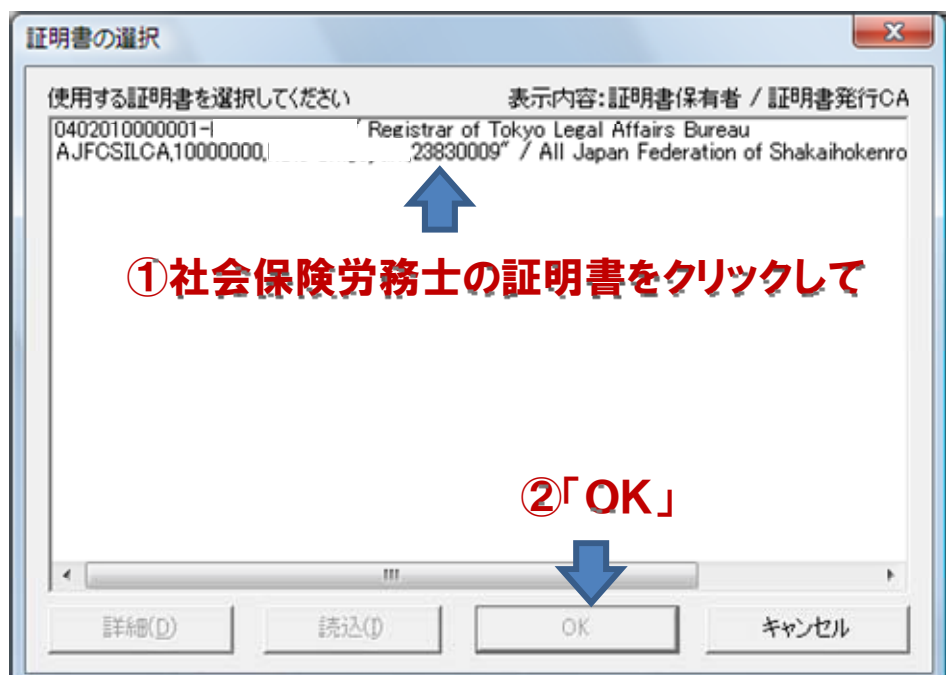 証明書の選択
使用する証明書を選択してください 表示内容:証明書保有者 / 証明書発行CA
0402010000001- Registrar of Tokyo Legal Affairs Bureau
AJFCSILCA,10000000, ,23830009" / All Japan Federation of Shakaihokenro
①社会保険労務士の証明書をクリックして
②「OK」
詳細(D) 読込(I) OK キャンセル